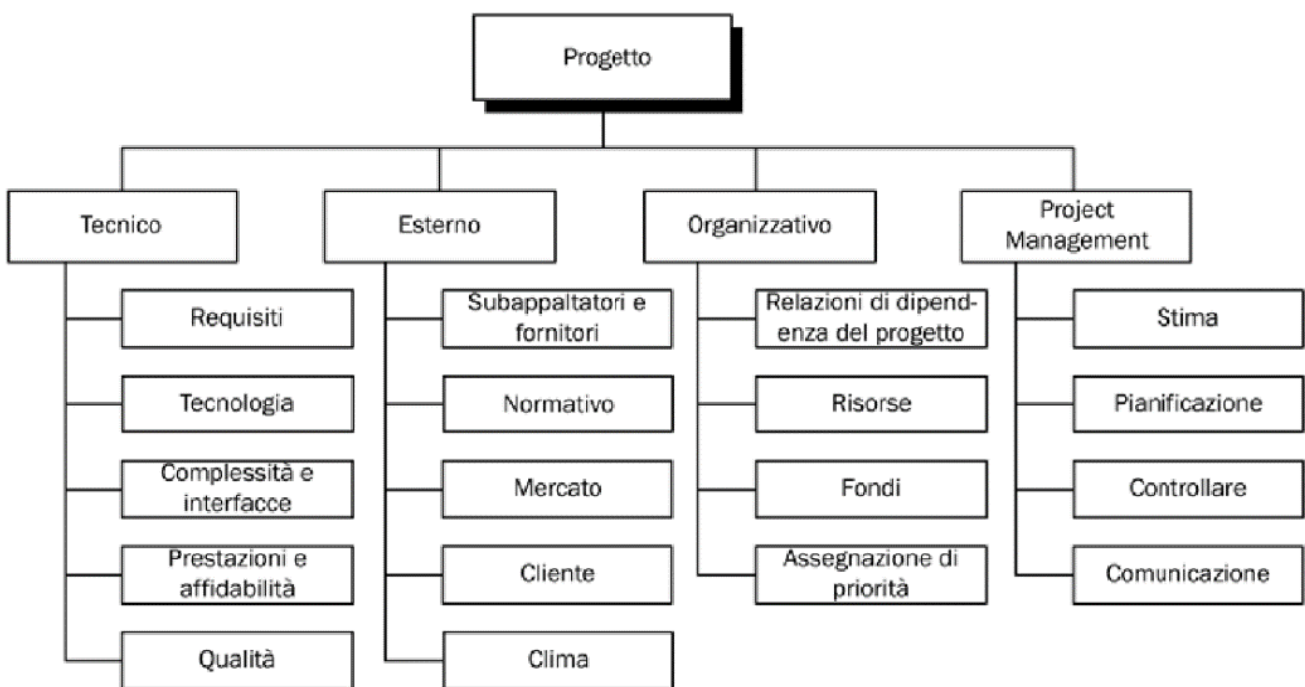 Progetto
Tecnico
Esterno
Organizzativo
Project
Management
Requisiti
Tecnologia
Complessità e
interfacce
Prestazioni e
affidabilità
Qualità
Subappaltatori e
fornitori
Normativo
Mercato
Cliente
Clima
Relazioni di dipend-
enza del progetto
Risorse
Fondi
Assegnazione di
priorità
Stima
Pianificazione
Controllare
Comunicazione